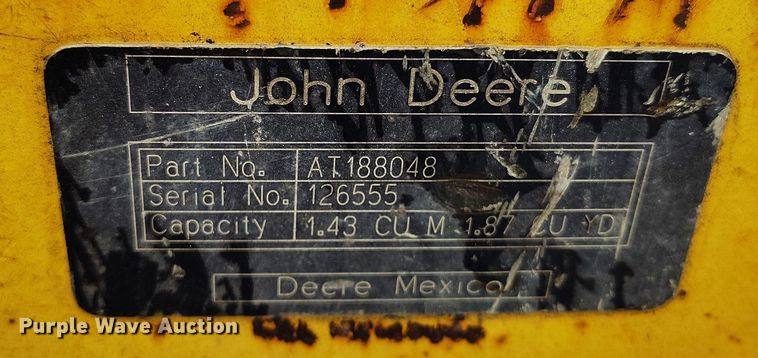 John Deere
Part No. AT188048
Serial No. 126555
Capacity 1.43 CU M 1.87 CU YD
Deere Mexico
Purple Wave Auction